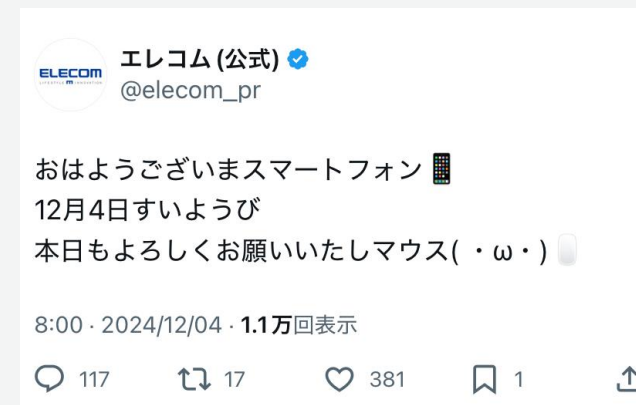 ELECOM
エレコム (公式)
@elecom_pr
おはようございまスマートフォン📱
12月4日すいようび
本日もよろしくお願いいたしマウス( ・ω・)🖱️
8:00 · 2024/12/04 · 1.1万回表示
117 17 381 1